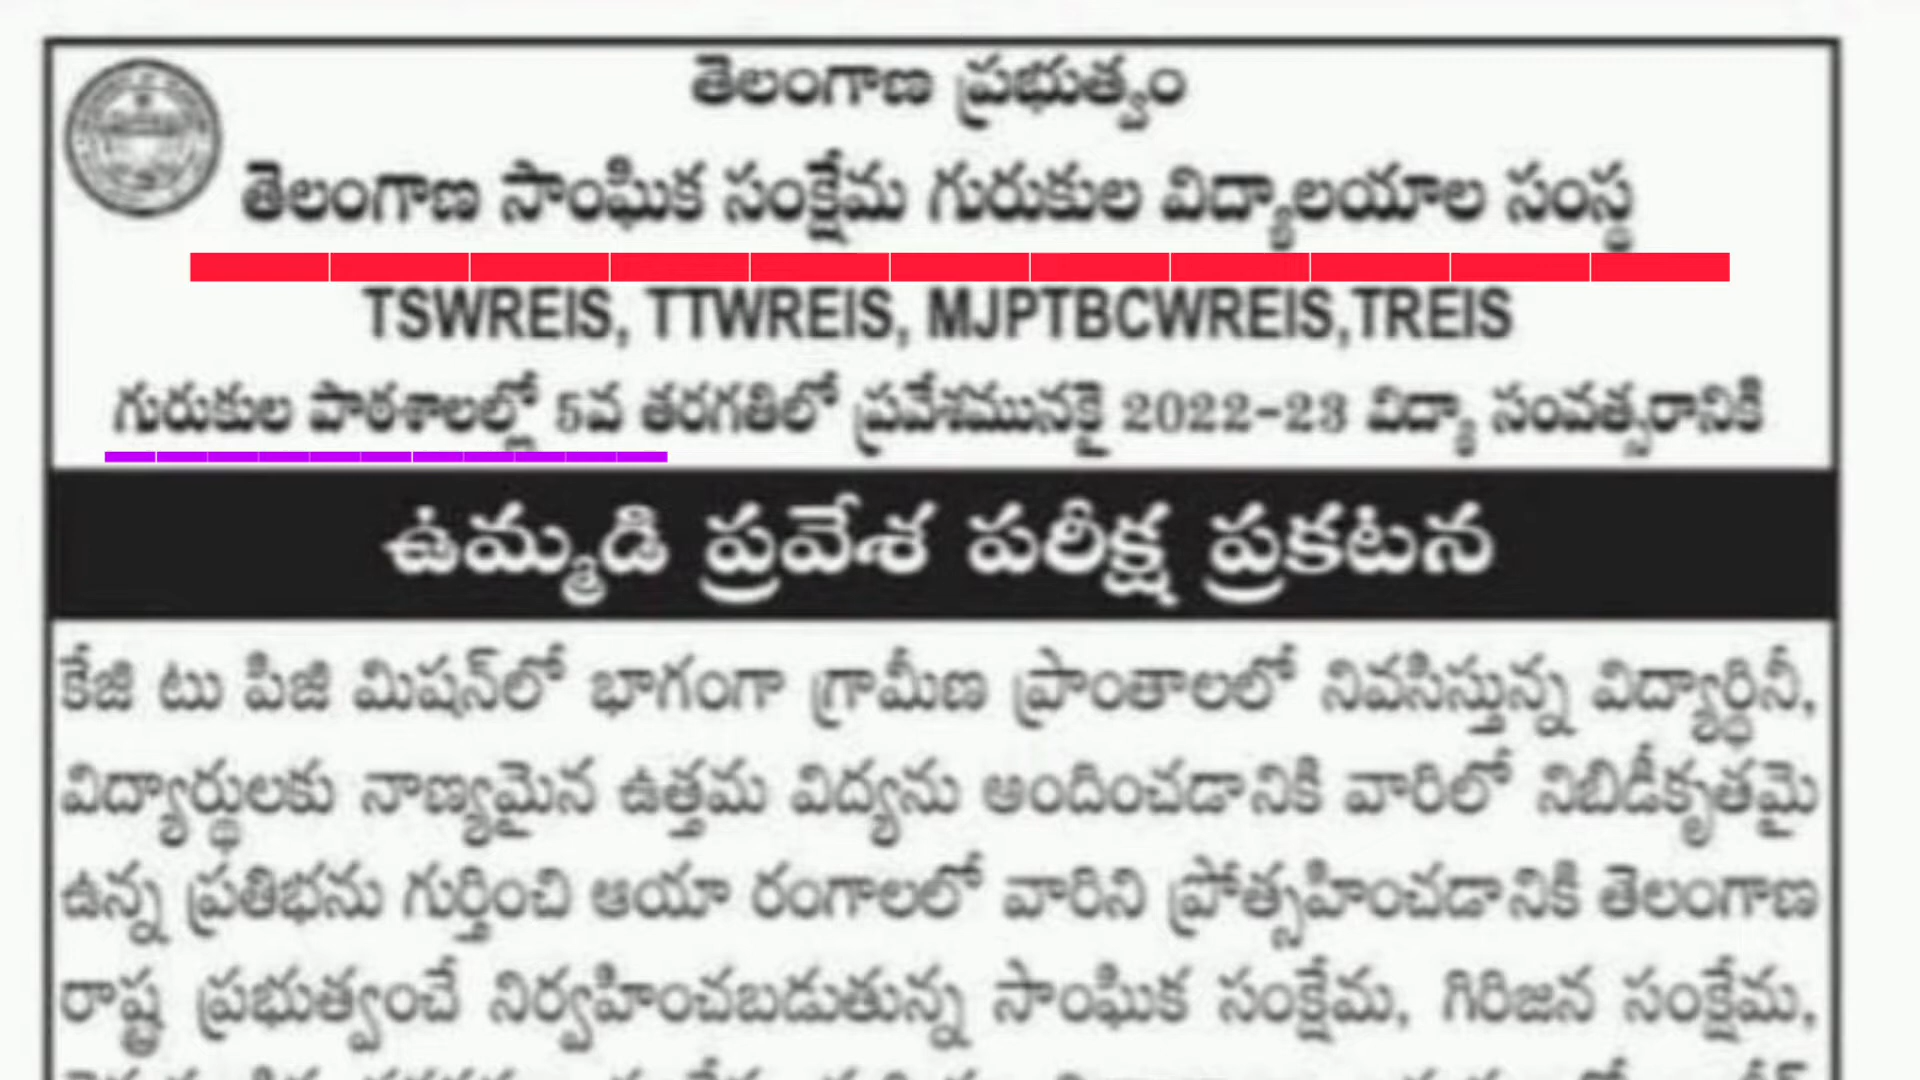 తెలంగాణ ప్రభుత్వం
తెలంగాణ సాంఘిక సంక్షేమ గురుకుల విద్యాలయాల సంస్థ
TSWREIS, TTWREIS, MJPTBCWREIS,TREIS
గురుకుల పాఠశాలల్లో 5వ తరగతిలో ప్రవేశమునకై 2022-23 విద్యా సంవత్సరానికి
ఉమ్మడి ప్రవేశ పరీక్ష ప్రకటన
కేజి టు పిజి మిషన్‌లో భాగంగా గ్రామీణ ప్రాంతాలలో నివసిస్తున్న విద్యార్థినీ,
విద్యార్థులకు నాణ్యమైన ఉత్తమ విద్యను అందించడానికి వారిలో నిబిడీకృతమై
ఉన్న ప్రతిభను గుర్తించి ఆయా రంగాలలో వారిని ప్రోత్సహించడానికి తెలంగాణ
రాష్ట్ర ప్రభుత్వంచే నిర్వహించబడుతున్న సాంఘిక సంక్షేమ, గిరిజన సంక్షేమ,